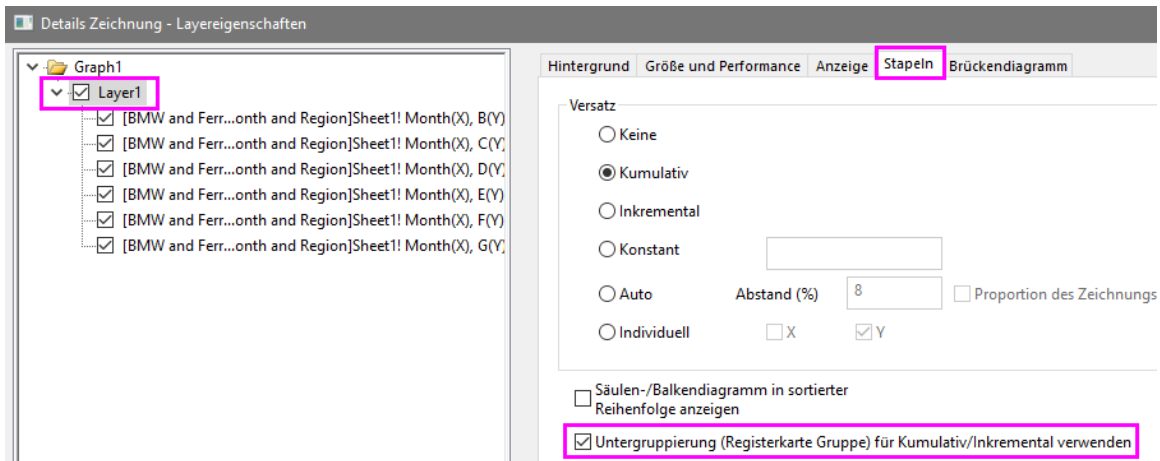 Details Zeichnung - Layereigenschaften
Graph1
Layer1
[BMW and Ferr...onth and Region]Sheet1! Month(X), B(Y)
[BMW and Ferr...onth and Region]Sheet1! Month(X), C(Y)
[BMW and Ferr...onth and Region]Sheet1! Month(X), D(Y)
[BMW and Ferr...onth and Region]Sheet1! Month(X), E(Y)
[BMW and Ferr...onth and Region]Sheet1! Month(X), F(Y)
[BMW and Ferr...onth and Region]Sheet1! Month(X), G(Y)
Hintergrund Größe und Performance Anzeige Stapeln Brückendiagramm
Versatz
Keine
Kumulativ
Inkremental
Konstant
Auto Abstand (%) 8 Proportion des Zeichnungs
Individuell X Y
Säulen-/Balkendiagramm in sortierter
Reihenfolge anzeigen
Untergruppierung (Registerkarte Gruppe) für Kumulativ/Inkremental verwenden